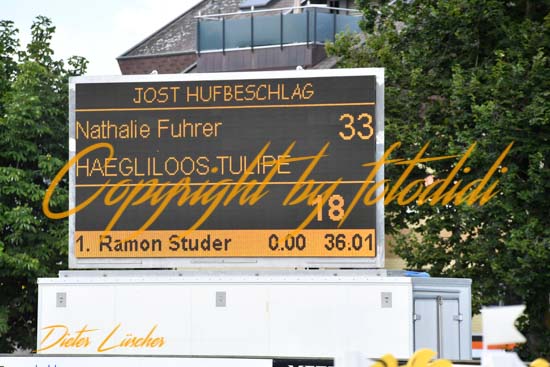 JOST HUFBESCHLAG
Nathalie Fuhrer 33
HAEGLILOOS TULIPE
Copyright by fotodidi
18
1. Ramon Studer 0.00 36.01
Dieter Lüscher